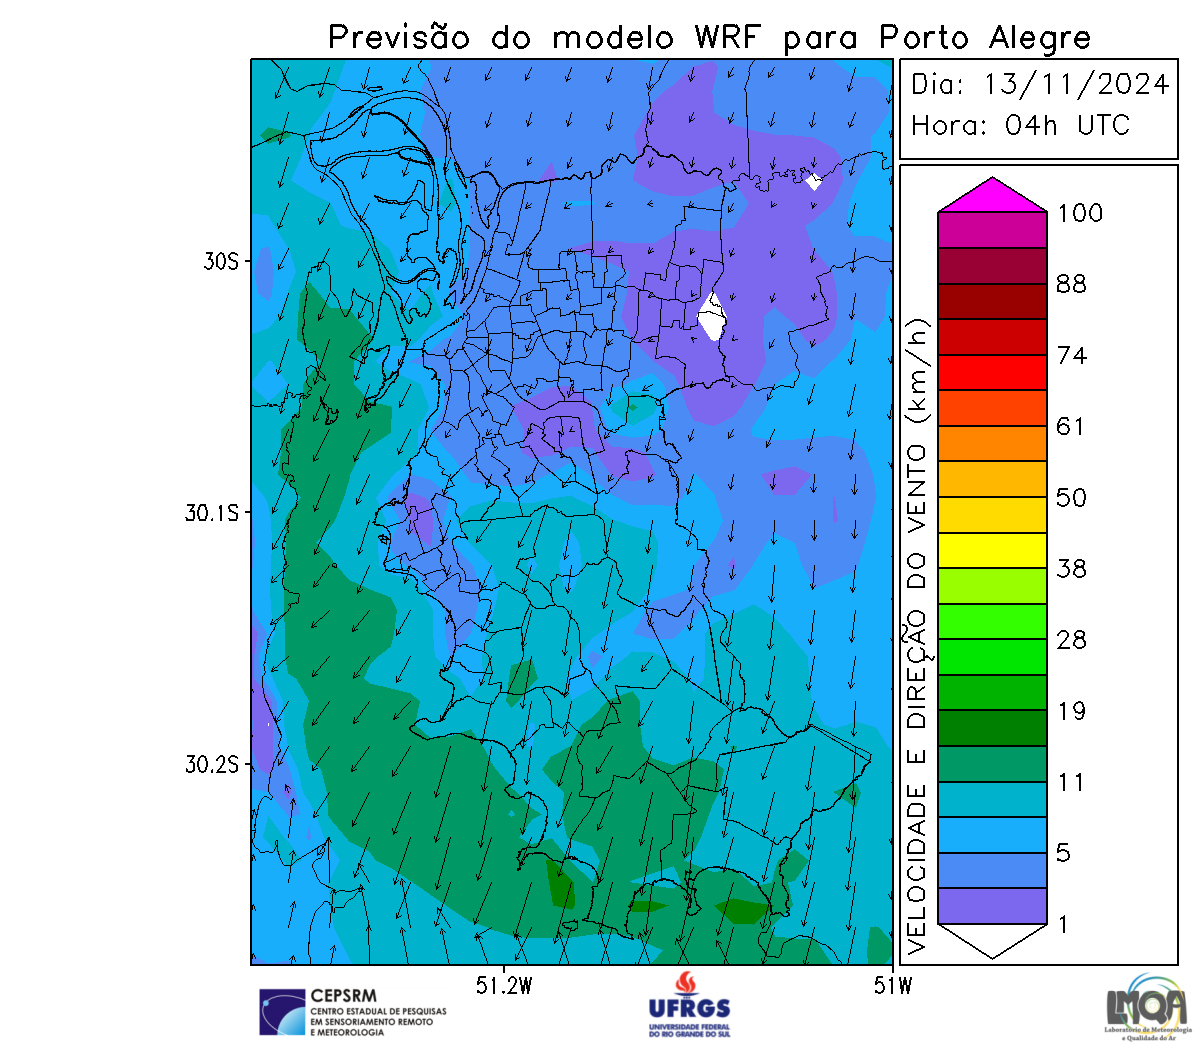 Previsão do modelo WRF para Porto Alegre
Dia: 13/11/2024
Hora: 04h UTC
100
88
74
61
50
38
28
19
11
5
1
VELOCIDADE E DIREÇÃO DO VENTO (km/h)
30S
30.1S
30.2S
51.2W
51W
CEPSRM
CENTRO ESTADUAL DE PESQUISAS
EM SENSORIAMENTO REMOTO
E METEOROLOGIA
UFRGS
UNIVERSIDADE FEDERAL
DO RIO GRANDE DO SUL
LMQA
Laboratório de Meteorologia
e Qualidade do Ar